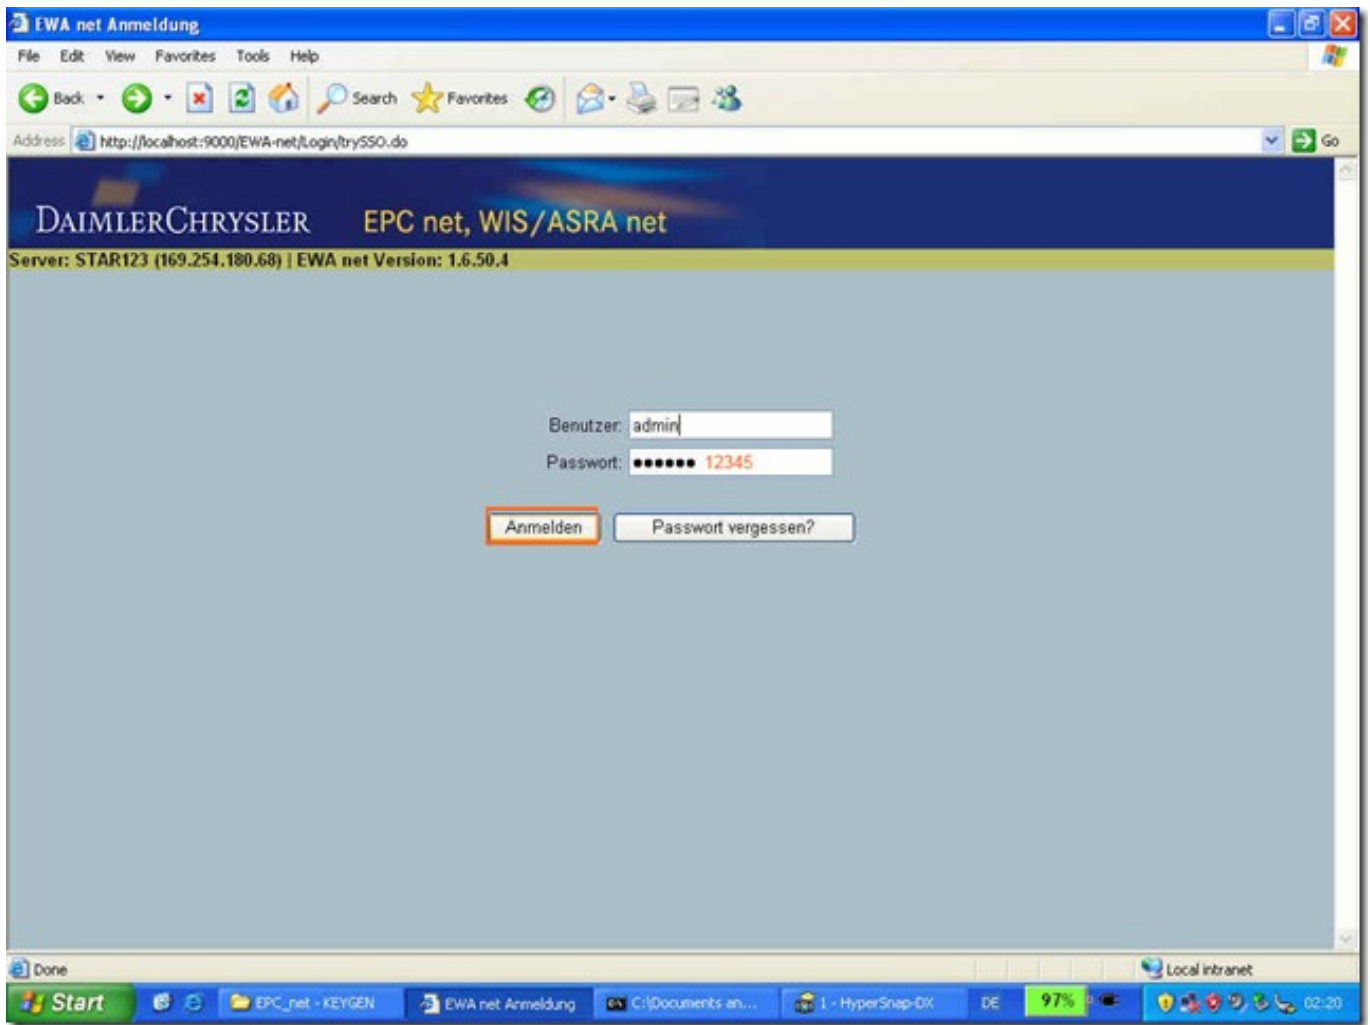 EWA net Anmeldung
File Edit View Favorites Tools Help
Back Search Favorites
Address http://localhost:9000/EWA-net/Login/trySSO.do Go
DAIMLERCHRYSLER EPC net, WIS/ASRA net
Server: STAR123 (169.254.180.68) | EWA net Version: 1.6.50.4
Benutzer: admin
Passwort: •••••• 12345
Anmelden Passwort vergessen?
Done Local intranet
Start EPC_net - KEYGEN EWA net Anmeldung C:\Documents an... 1 - HyperSnap-DX DE 97% 02:20